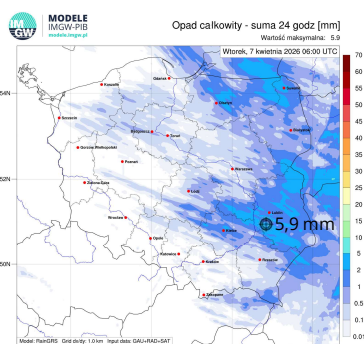 MODELE
IMGW-PIB
modele.imgw.pl
IMGW
Opad całkowity - suma 24 godz [mm]
Wartość maksymalna: 5.9
Wtorek, 7 kwietnia 2026 06:00 UTC
54N
52N
50N
Gdańsk
Koszalin
Suwałki
Olsztyn
Szczecin
Białystok
Bydgoszcz
Toruń
Gorzów Wielkopolski
Poznań
Warszawa
Zielona Góra
Łódź
Wrocław
Lublin
5,9 mm
Kielce
Opole
Katowice
Kraków
Rzeszów
Zakopane
70
60
55
50
45
40
35
30
25
20
15
10
5
2
1
0.5
0.1
0.01
Model: RainGRS Grid dx/dy: 1.0 km Input data: GAU+RAD+SAT